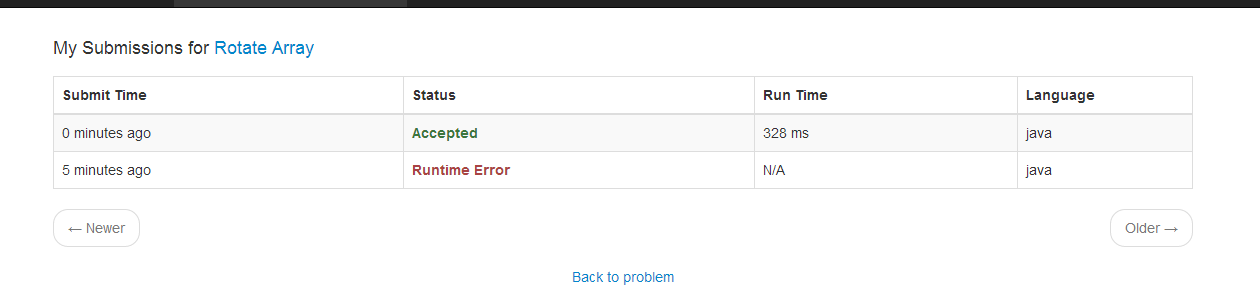 My Submissions for Rotate Array
Submit Time Status Run Time Language
0 minutes ago Accepted 328 ms java
5 minutes ago Runtime Error N/A java
← Newer Older →
Back to problem